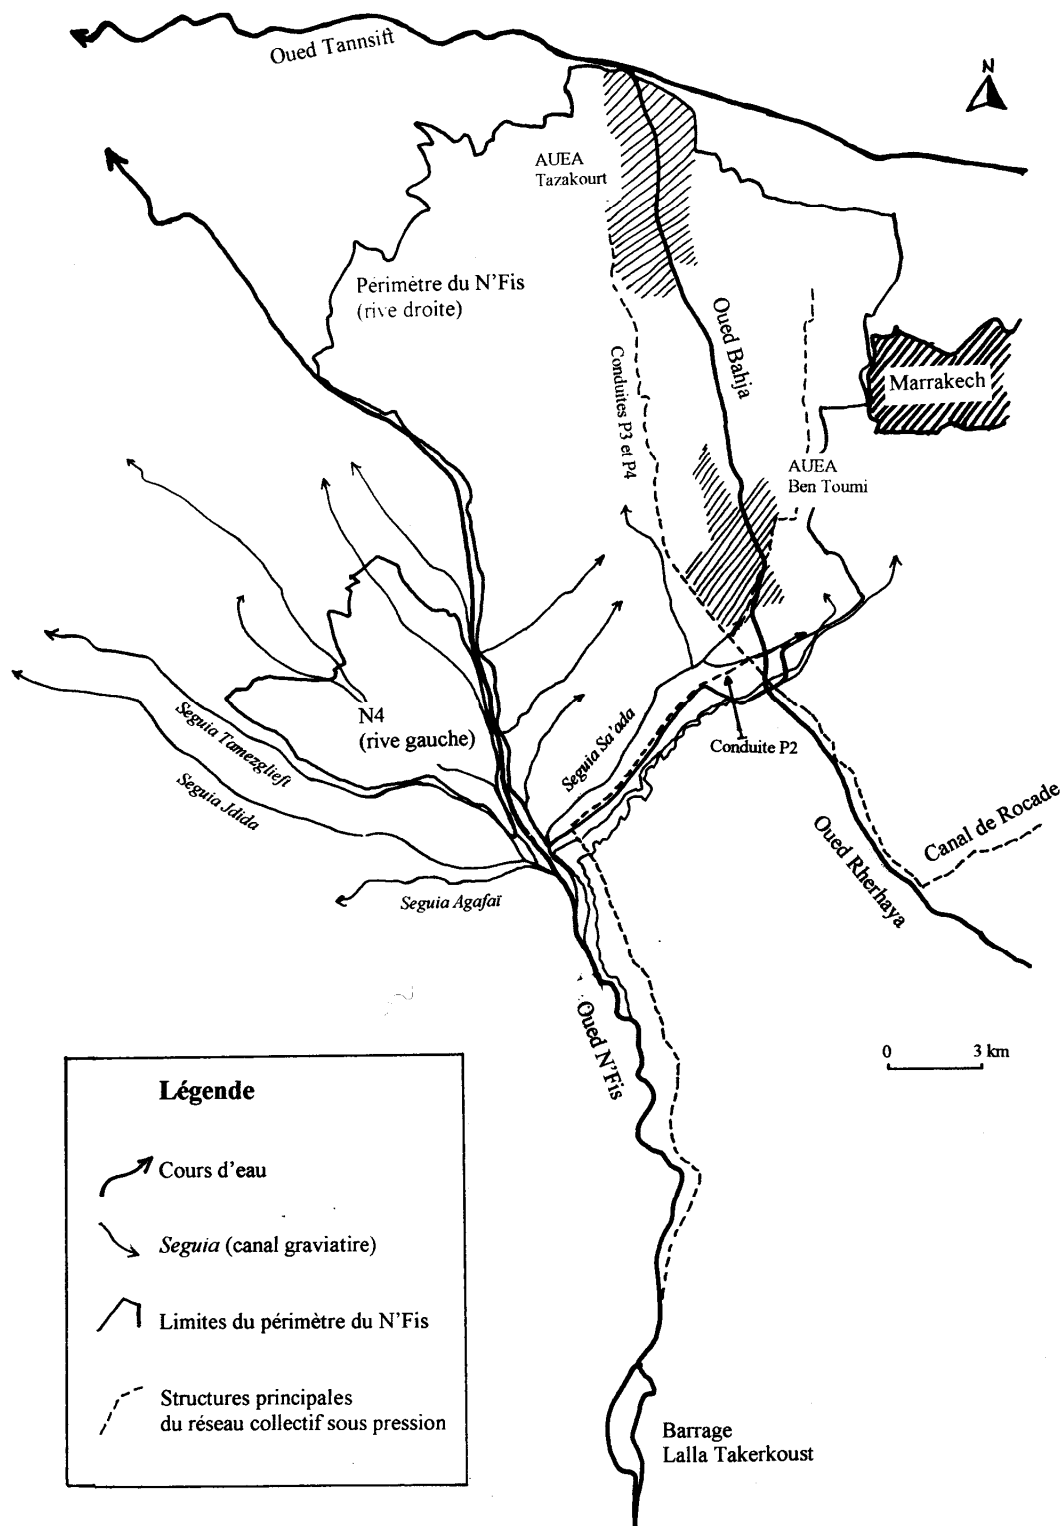 Oued Tannsift
N
AUEA
Tazakourt
Périmètre du N'Fis
(rive droite)
Oued Bahja
Conduites P3 et P4
Marrakech
AUEA
Ben Toumi
N4
(rive gauche)
Seguia Tamezglieft
Seguia Jdida
Seguia Sa'ada
Conduite P2
Seguia Agafaï
Oued Rherhaya
Canal de Rocade
Oued N'Fis
0 3 km
Légende
Cours d'eau
Seguia (canal graviatire)
Limites du périmètre du N'Fis
Structures principales
du réseau collectif sous pression
Barrage
Lalla Takerkoust